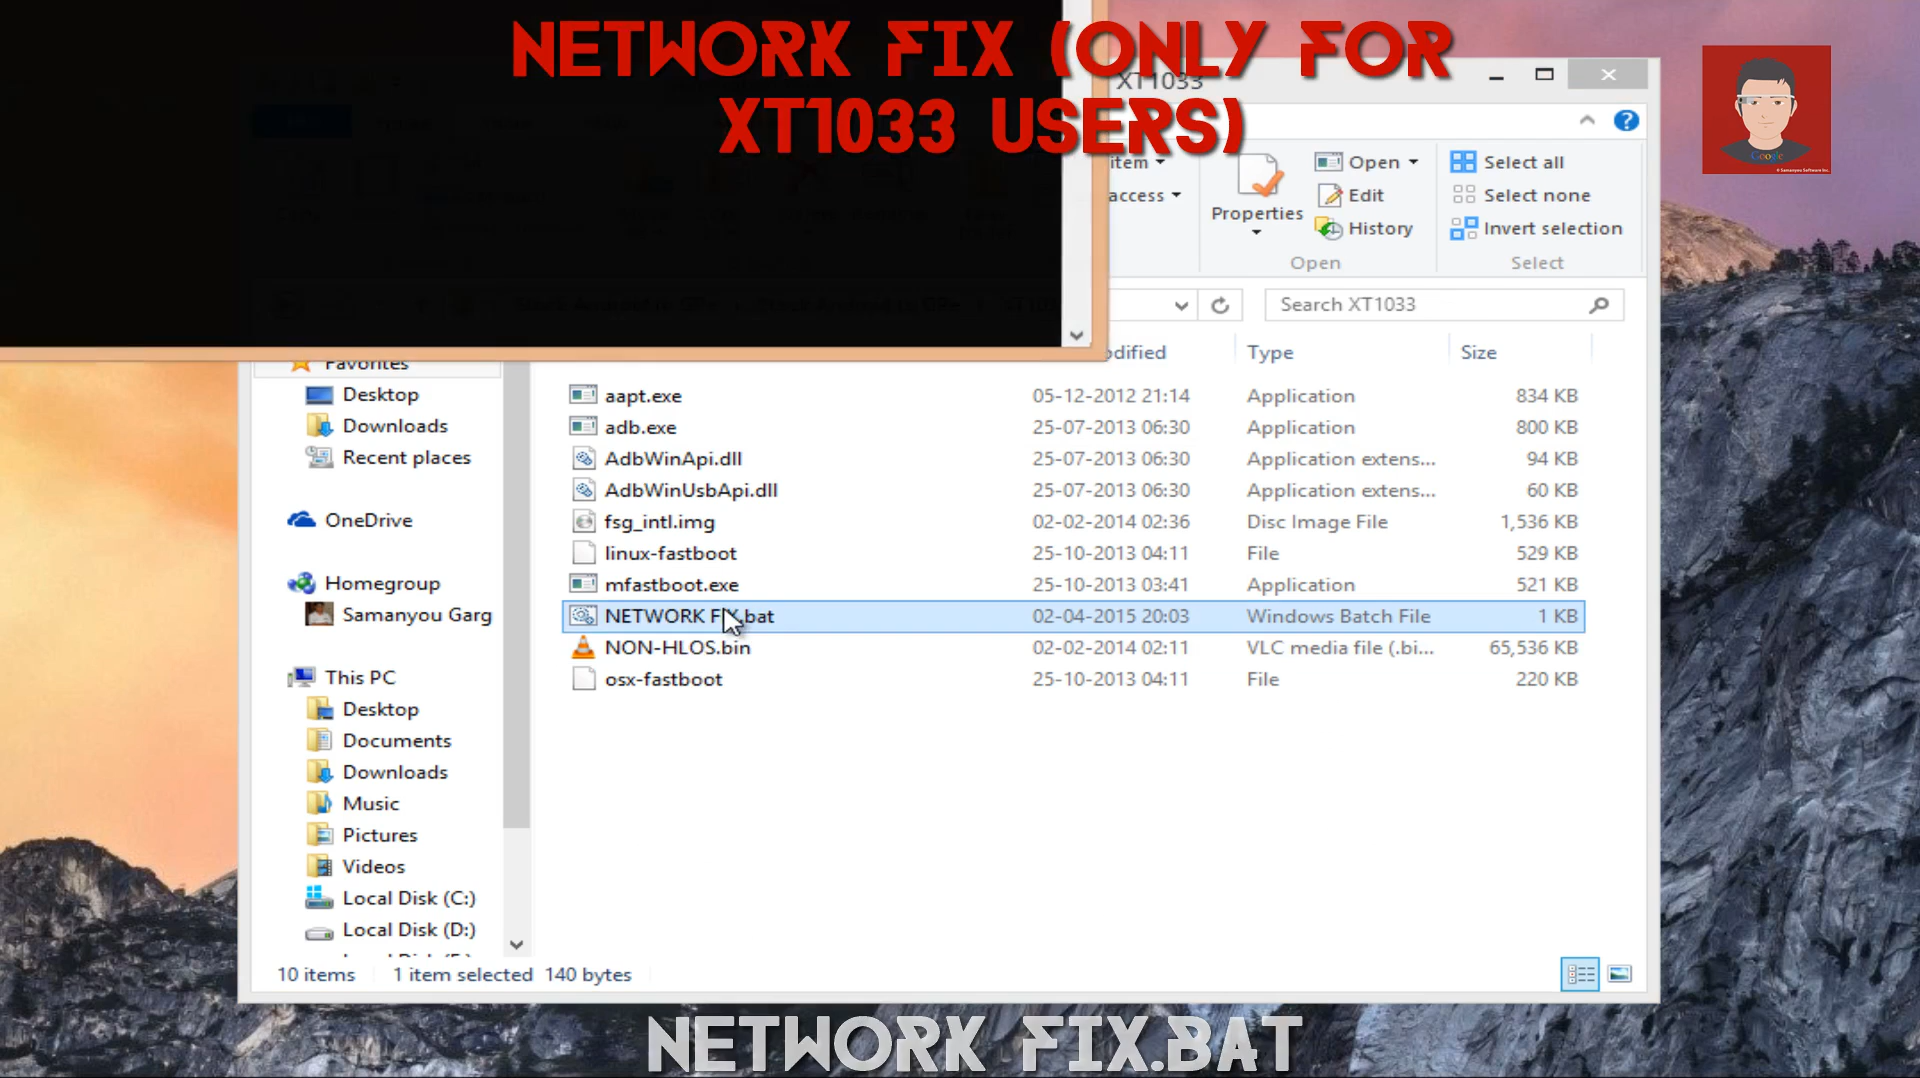 NETWORK FIX (ONLY FOR
XT1033 USERS)
XT1033
Google
item
Open
Select all
access
Properties
Edit
Select none
History
Invert selection
Open
Select
Search XT1033
Type
Size
Favorites
Desktop
Downloads
Recent places
OneDrive
Homegroup
Samanyou Garg
This PC
Desktop
Documents
Downloads
Music
Pictures
Videos
Local Disk (C:)
Local Disk (D:)
aapt.exe 05-12-2012 21:14 Application 834 KB
adb.exe 25-07-2013 06:30 Application 800 KB
AdbWinApi.dll 25-07-2013 06:30 Application extens... 94 KB
AdbWinUsbApi.dll 25-07-2013 06:30 Application extens... 60 KB
fsg_intl.img 02-02-2014 02:36 Disc Image File 1,536 KB
linux-fastboot 25-10-2013 04:11 File 529 KB
mfastboot.exe 25-10-2013 03:41 Application 521 KB
NETWORK FIX.bat 02-04-2015 20:03 Windows Batch File 1 KB
NON-HLOS.bin 02-02-2014 02:11 VLC media file (.bi... 65,536 KB
osx-fastboot 25-10-2013 04:11 File 220 KB
10 items 1 item selected 140 bytes
NETWORK FIX.BAT